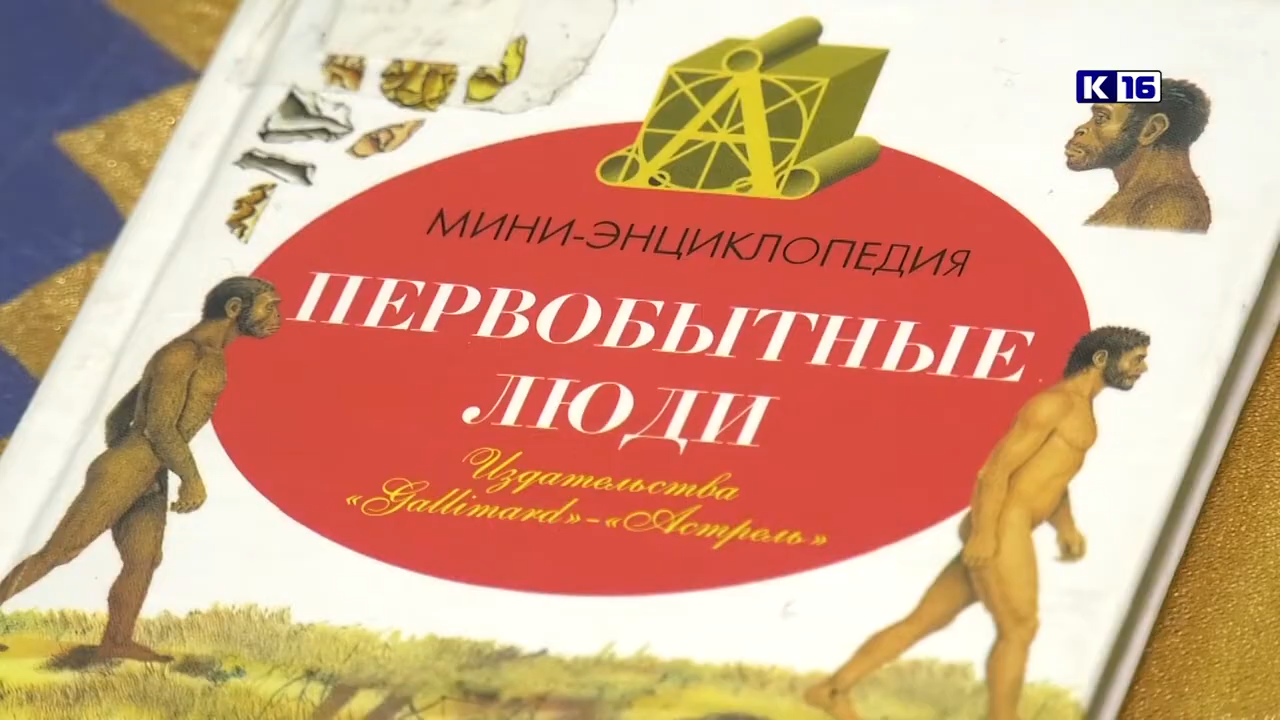 К 16
А
МИНИ-ЭНЦИКЛОПЕДИЯ
ПЕРВОБЫТНЫЕ
ЛЮДИ
Издательства
«Gallimard»-«Астрель»